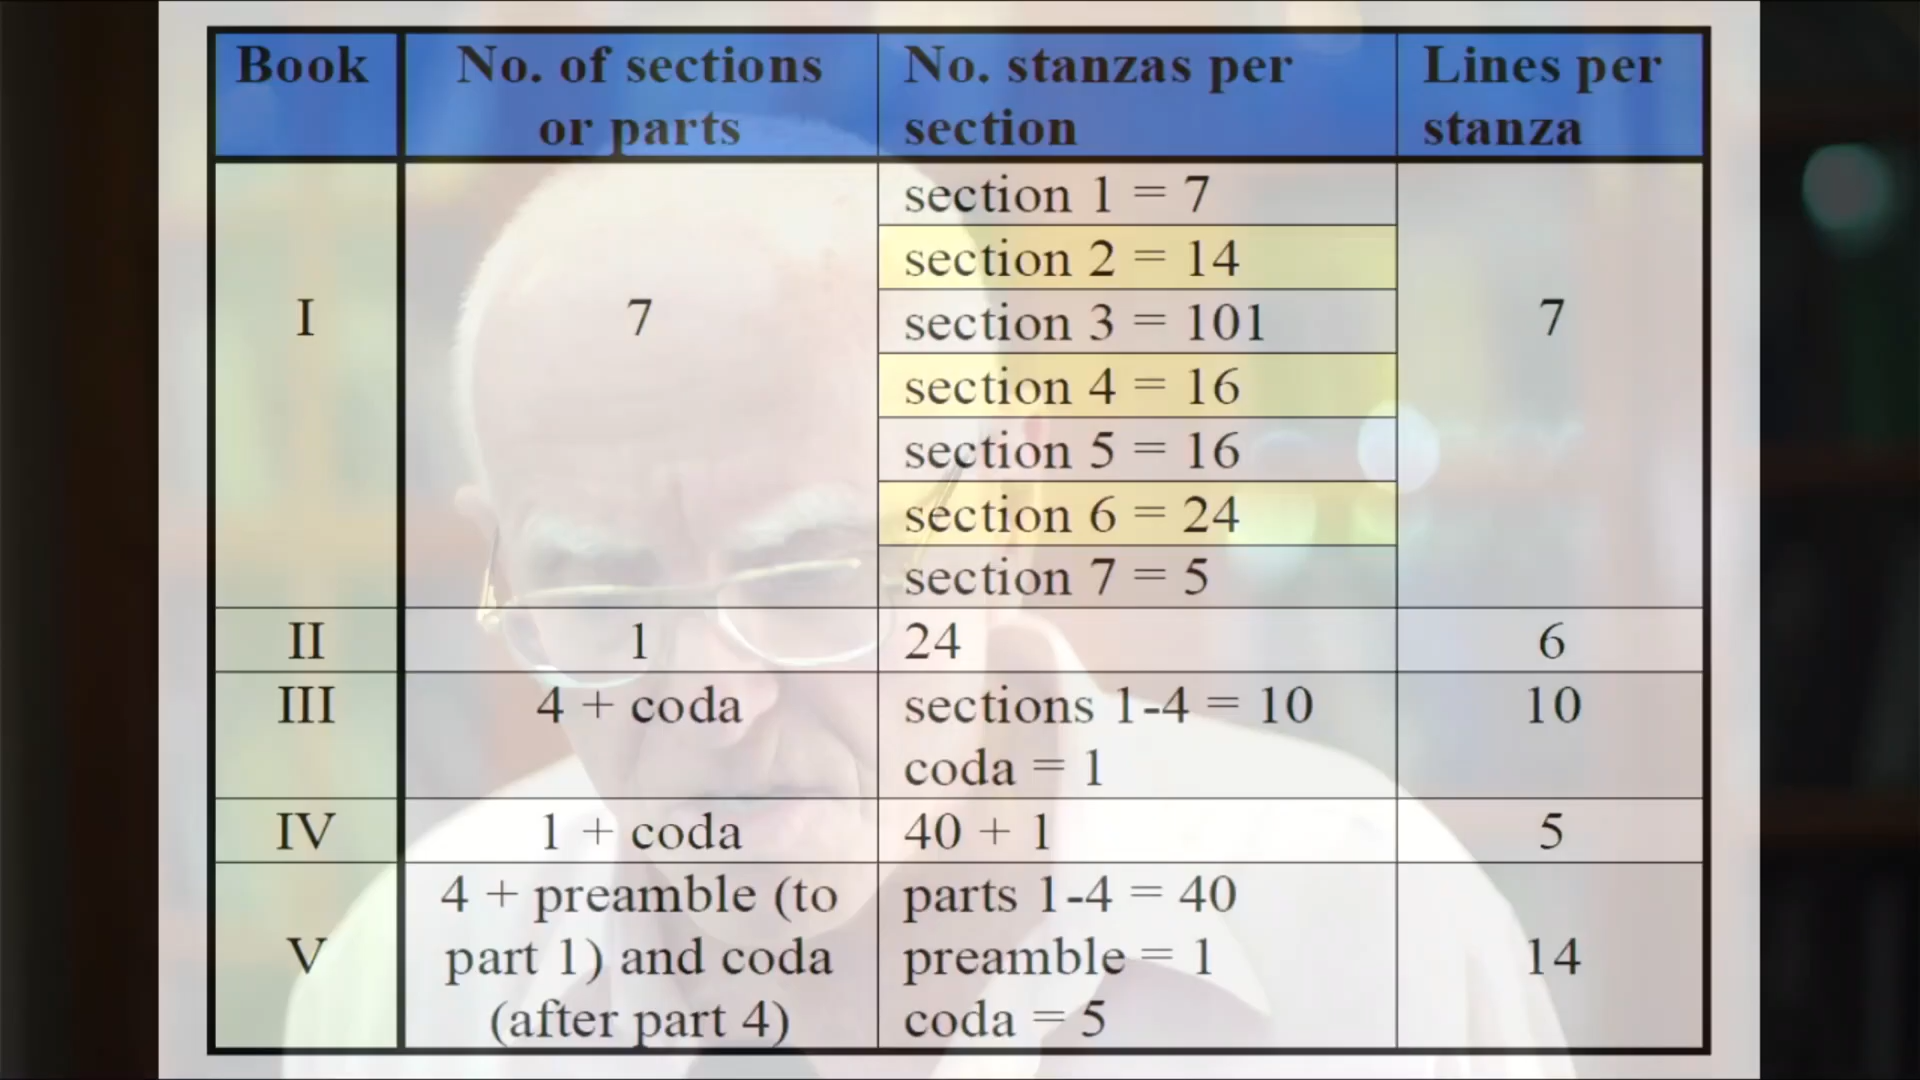 Book
No. of sections
or parts
No. stanzas per
section
Lines per
stanza
I
7
section 1 = 7
section 2 = 14
section 3 = 101
section 4 = 16
section 5 = 16
section 6 = 24
section 7 = 5
7
II
1
24
6
III
4 + coda
sections 1-4 = 10
coda = 1
10
IV
1 + coda
40 + 1
5
V
4 + preamble (to
part 1) and coda
(after part 4)
parts 1-4 = 40
preamble = 1
coda = 5
14